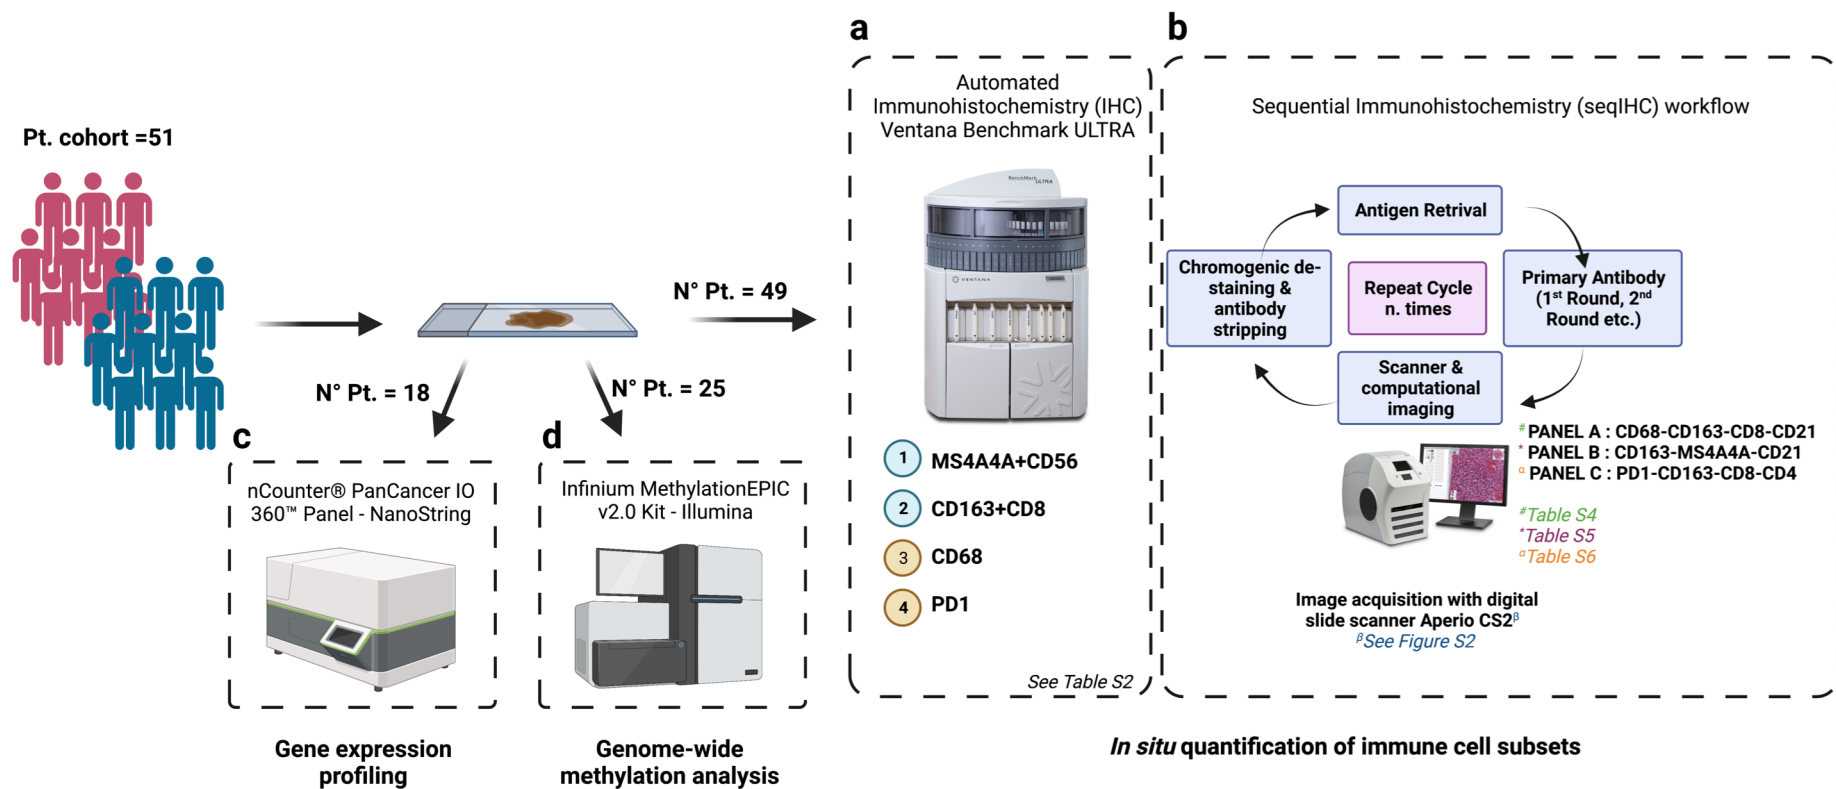 Pt. cohort =51
N° Pt. = 49
N° Pt. = 18
N° Pt. = 25
a
Automated
Immunohistochemistry (IHC)
Ventana Benchmark ULTRA
BenchMark
ULTRA
VENTANA
1 MS4A4A+CD56
2 CD163+CD8
3 CD68
4 PD1
See Table S2
b
Sequential Immunohistochemistry (seqIHC) workflow
Antigen Retrival
Primary Antibody
(1st Round, 2nd
Round etc.)
Scanner &
computational
imaging
Chromogenic de-
staining &
antibody
stripping
Repeat Cycle
n. times
# PANEL A : CD68-CD163-CD8-CD21
* PANEL B : CD163-MS4A4A-CD21
α PANEL C : PD1-CD163-CD8-CD4
#Table S4
*Table S5
αTable S6
Image acquisition with digital
slide scanner Aperio CS2β
βSee Figure S2
In situ quantification of immune cell subsets
c
nCounter® PanCancer IO
360™ Panel - NanoString
Gene expression
profiling
d
Infinium MethylationEPIC
v2.0 Kit - Illumina
Genome-wide
methylation analysis